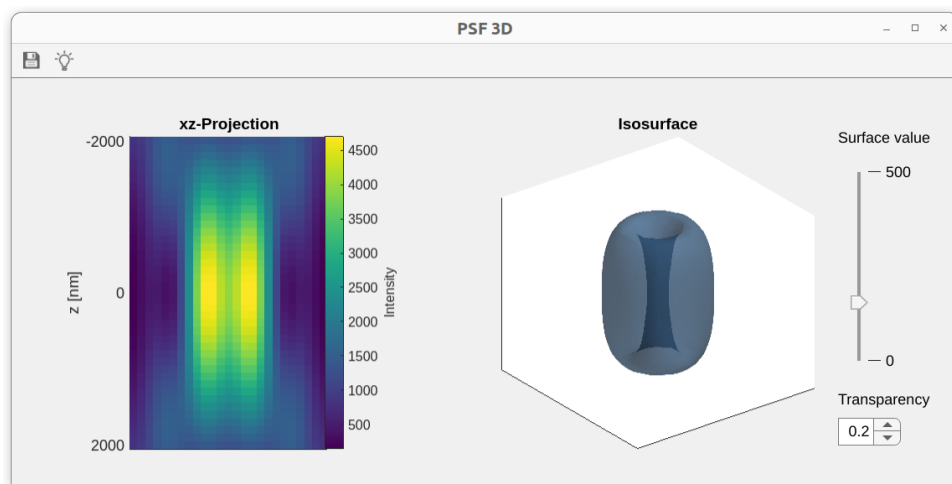 PSF 3D
xz-Projection
-2000
0
2000
z [nm]
4500
4000
3500
3000
2500
2000
1500
1000
500
Intensity
Isosurface
Surface value
500
0
Transparency
0.2